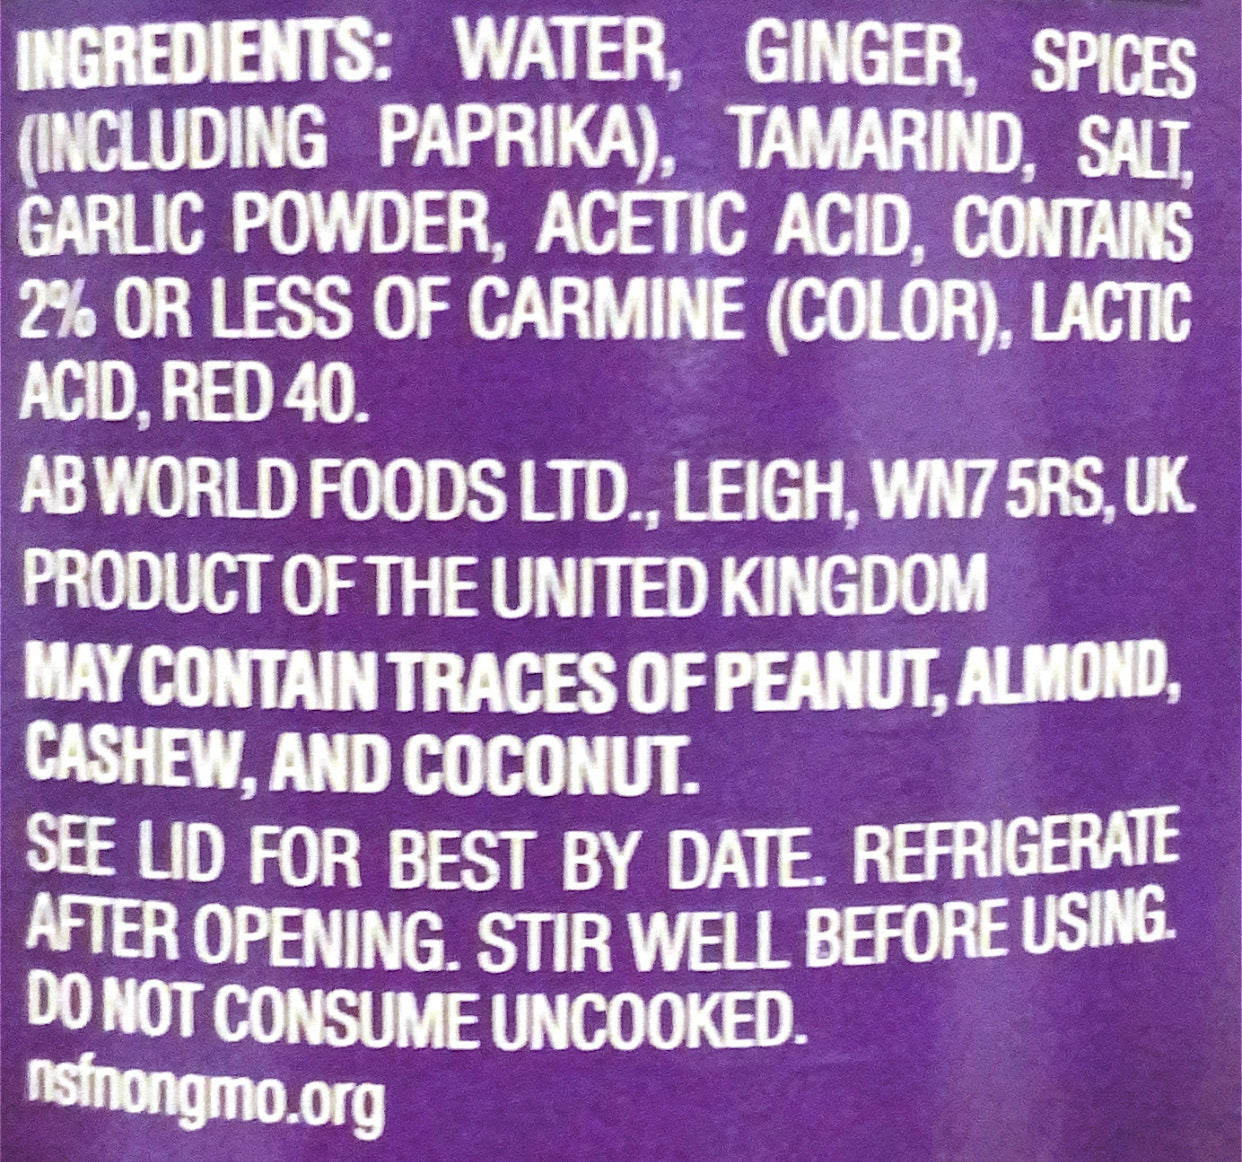 INGREDIENTS: WATER, GINGER, SPICES
(INCLUDING PAPRIKA), TAMARIND, SALT,
GARLIC POWDER, ACETIC ACID, CONTAINS
2% OR LESS OF CARMINE (COLOR), LACTIC
ACID, RED 40.
AB WORLD FOODS LTD., LEIGH, WN7 5RS, UK.
PRODUCT OF THE UNITED KINGDOM
MAY CONTAIN TRACES OF PEANUT, ALMOND,
CASHEW, AND COCONUT.
SEE LID FOR BEST BY DATE. REFRIGERATE
AFTER OPENING. STIR WELL BEFORE USING.
DO NOT CONSUME UNCOOKED.
nsfnongmo.org